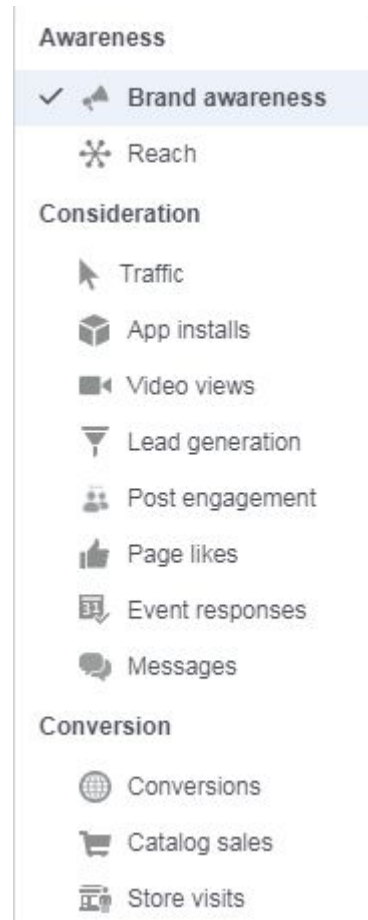 Awareness
Brand awareness
Reach
Consideration
Traffic
App installs
Video views
Lead generation
Post engagement
Page likes
31
Event responses
Messages
Conversion
Conversions
Catalog sales
Store visits